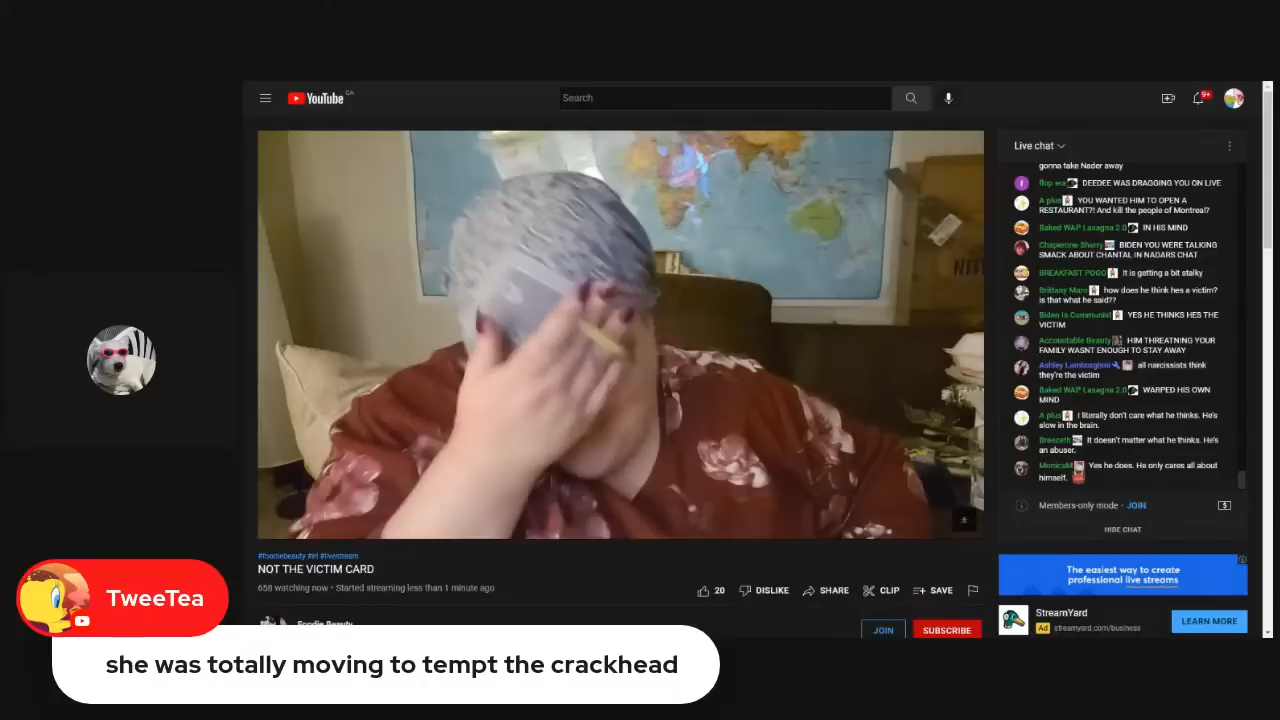 YouTube CA
Search
9+
Live chat
gonna take Nader away
flop era DEEDEE WAS DRAGGING YOU ON LIVE
A plus YOU WANTED HIM TO OPEN A
RESTAURANT?! And kill the people of Montreal?
Baked WAP Lasagna 2.0 IN HIS MIND
Chaperone Sherry BIDEN YOU WERE TALKING
SMACK ABOUT CHANTAL IN NADARS CHAT
BREAKFAST POGO It is getting a bit stalky
Brittany Maro how does he think hes a victim?
is that what he said??
Biden Is Communist YES HE THINKS HES THE
VICTIM
Accountable Beauty HIM THREATNING YOUR
FAMILY WASNT ENOUGH TO STAY AWAY
Ashley Lamborghini all narcissists think
they're the victim
Baked WAP Lasagna 2.0 WARPED HIS OWN
MIND
A plus I literally don't care what he thinks. He's
slow in the brain.
Breezeth It doesn't matter what he thinks. He's
an abuser.
MonicaM Yes he does. He only cares all about
himself.
Members-only mode - JOIN
HIDE CHAT
#foodiebeauty #irl #livestream
NOT THE VICTIM CARD
658 watching now • Started streaming less than 1 minute ago
20 DISLIKE SHARE CLIP SAVE
Foodie Beauty
JOIN SUBSCRIBE
The easiest way to create
professional live streams
StreamYard
Ad streamyard.com/business
LEARN MORE
TweeTea
she was totally moving to tempt the crackhead